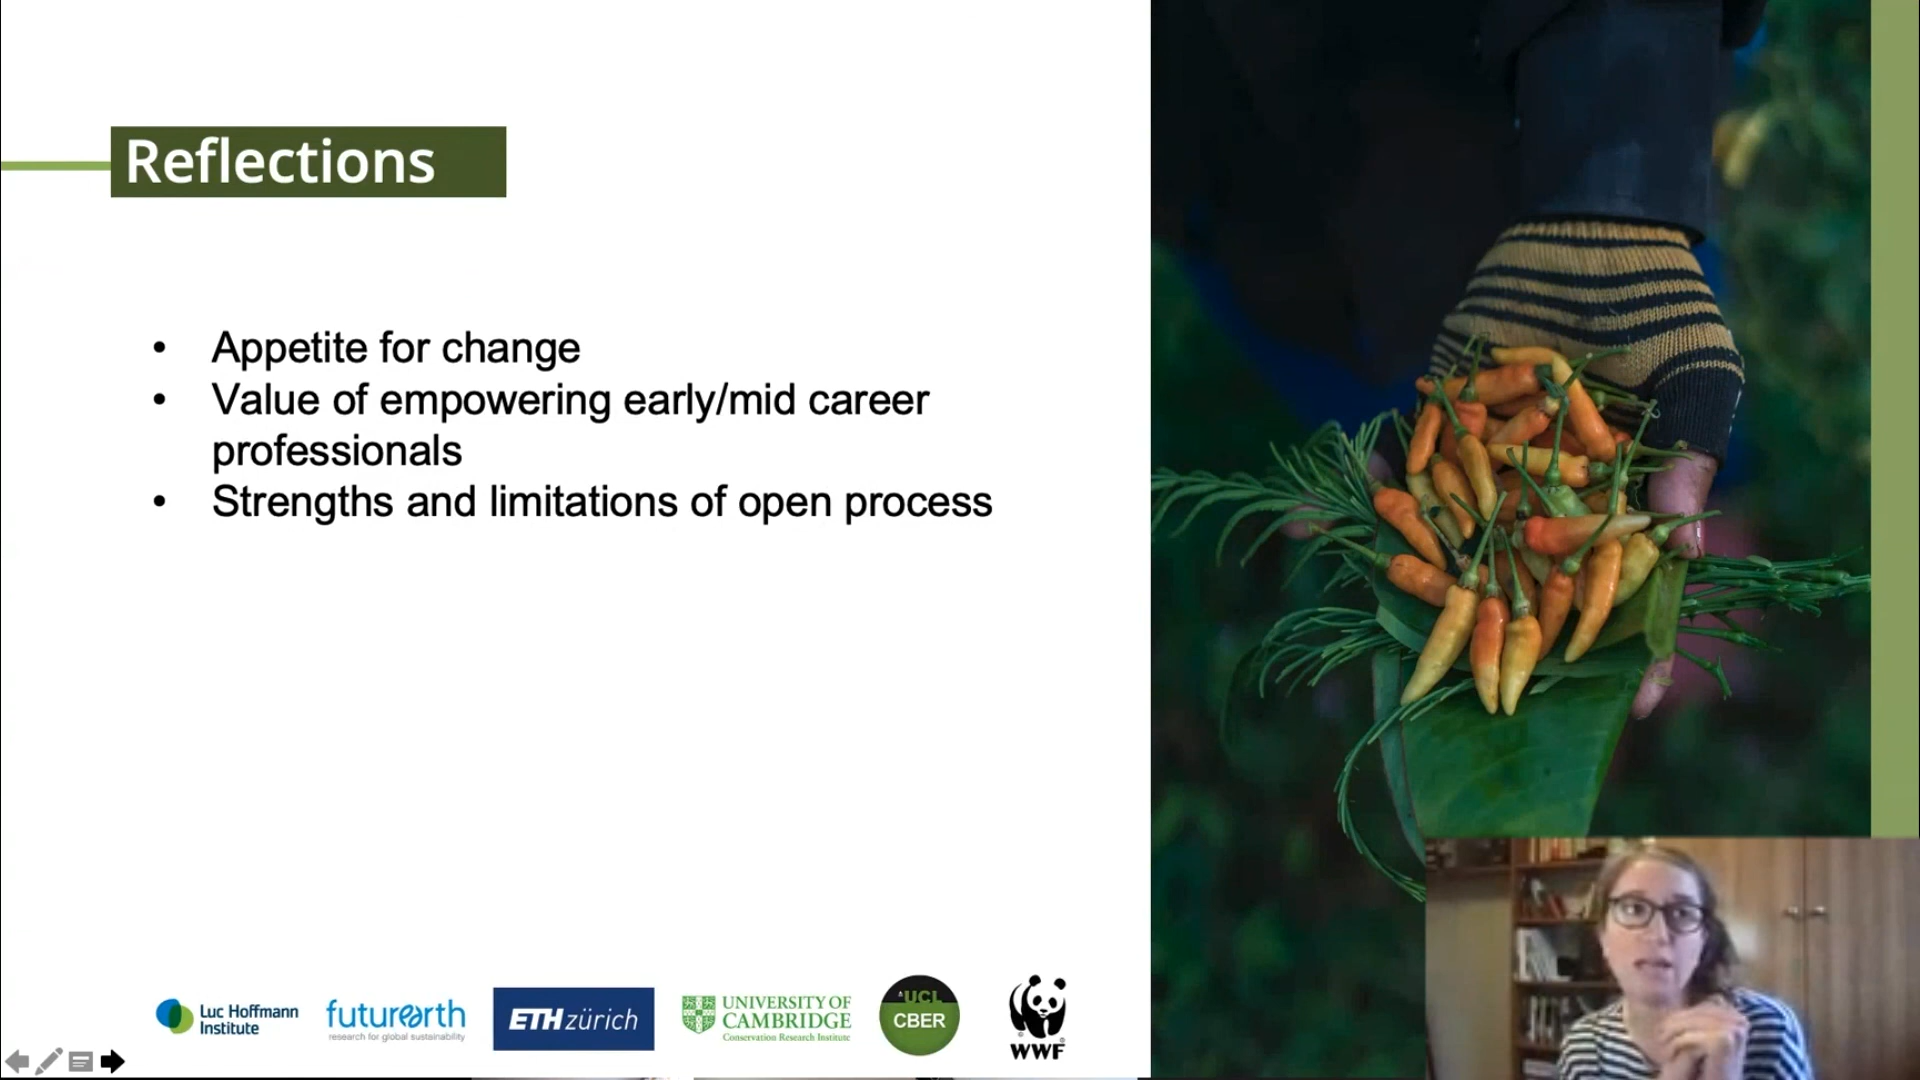 Reflections
• Appetite for change
• Value of empowering early/mid career
professionals
• Strengths and limitations of open process
Luc Hoffmann
Institute
futurearth
research for global sustainability
ETH zürich
UNIVERSITY OF
CAMBRIDGE
Conservation Research Institute
UCL
CBER
WWF